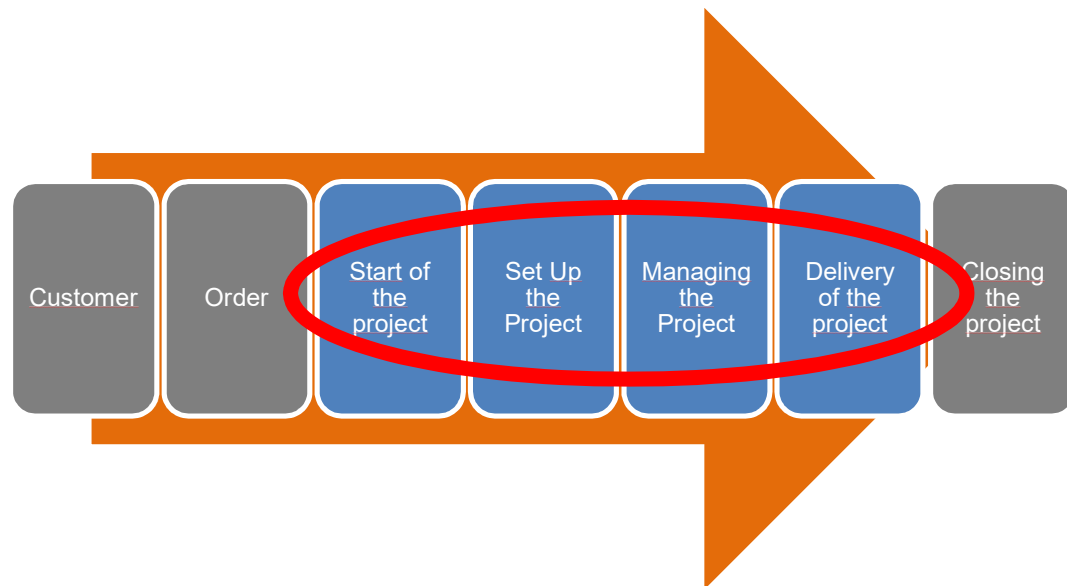 Customer
Order
Start of
the
project
Set Up
the
Project
Managing
the
Project
Delivery
of the
project
Closing
the
project